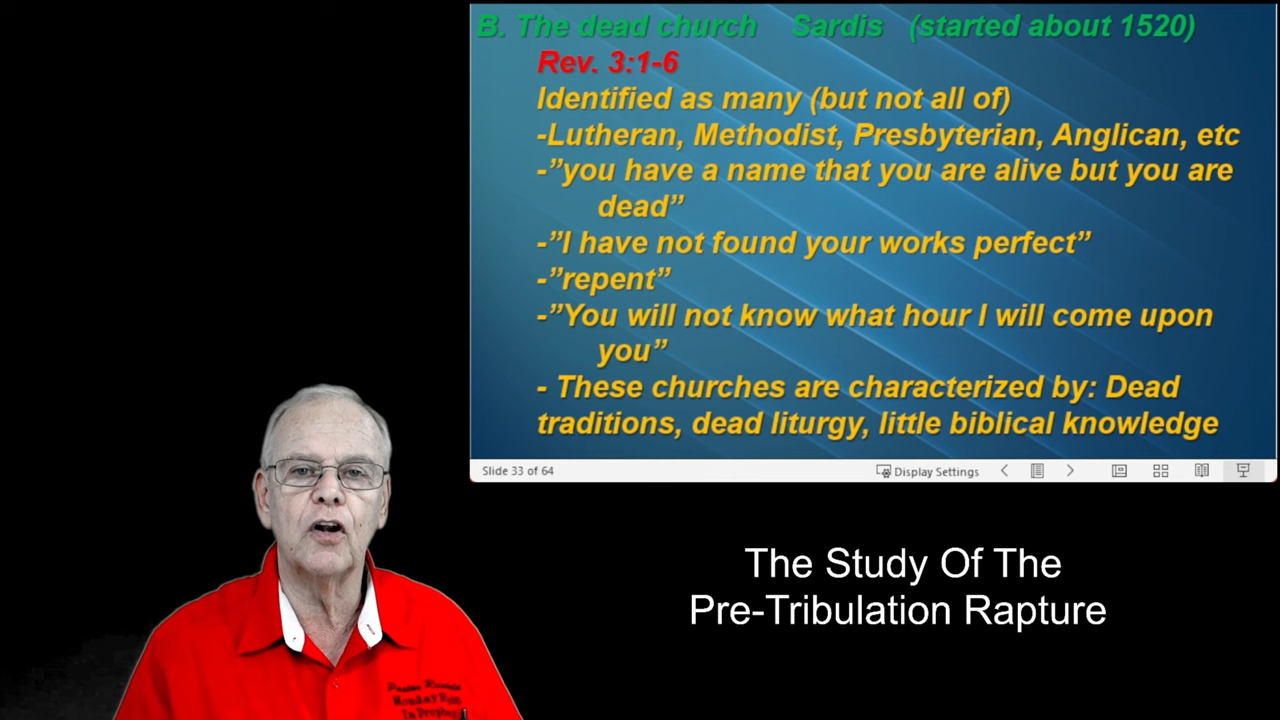 B. The dead church Sardis (started about 1520)
Rev. 3:1-6
Identified as many (but not all of)
-Lutheran, Methodist, Presbyterian, Anglican, etc
-”you have a name that you are alive but you are
dead”
-”I have not found your works perfect”
-”repent”
-”You will not know what hour I will come upon
you”
- These churches are characterized by: Dead
traditions, dead liturgy, little biblical knowledge
Slide 33 of 64
Display Settings
The Study Of The
Pre-Tribulation Rapture
Monday